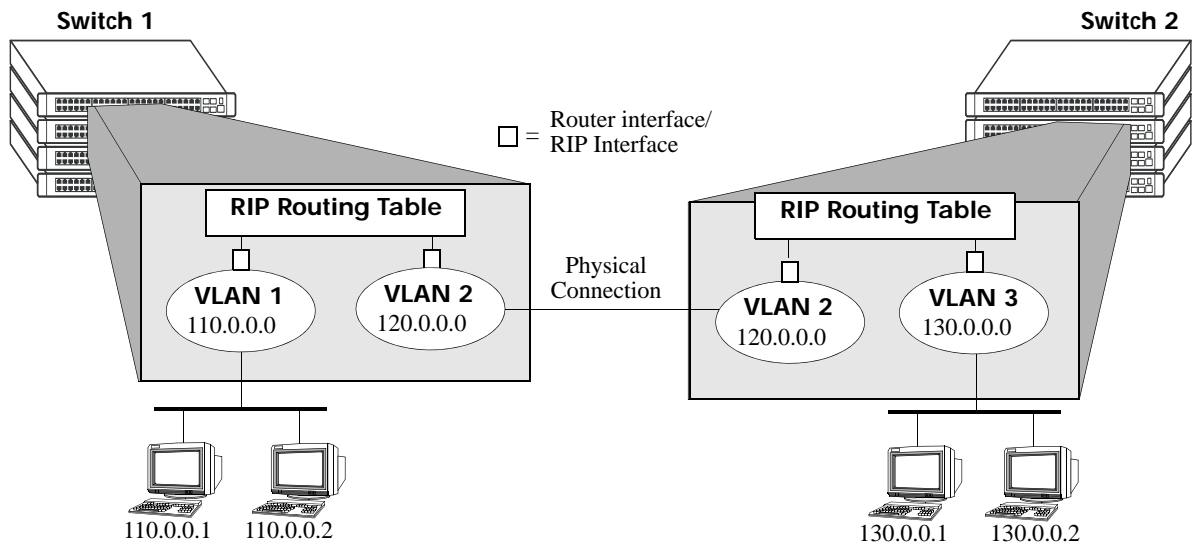 Switch 1
Switch 2
= Router interface/
RIP Interface
RIP Routing Table
VLAN 1
110.0.0.0
VLAN 2
120.0.0.0
Physical
Connection
RIP Routing Table
VLAN 2
120.0.0.0
VLAN 3
130.0.0.0
110.0.0.1
110.0.0.2
130.0.0.1
130.0.0.2